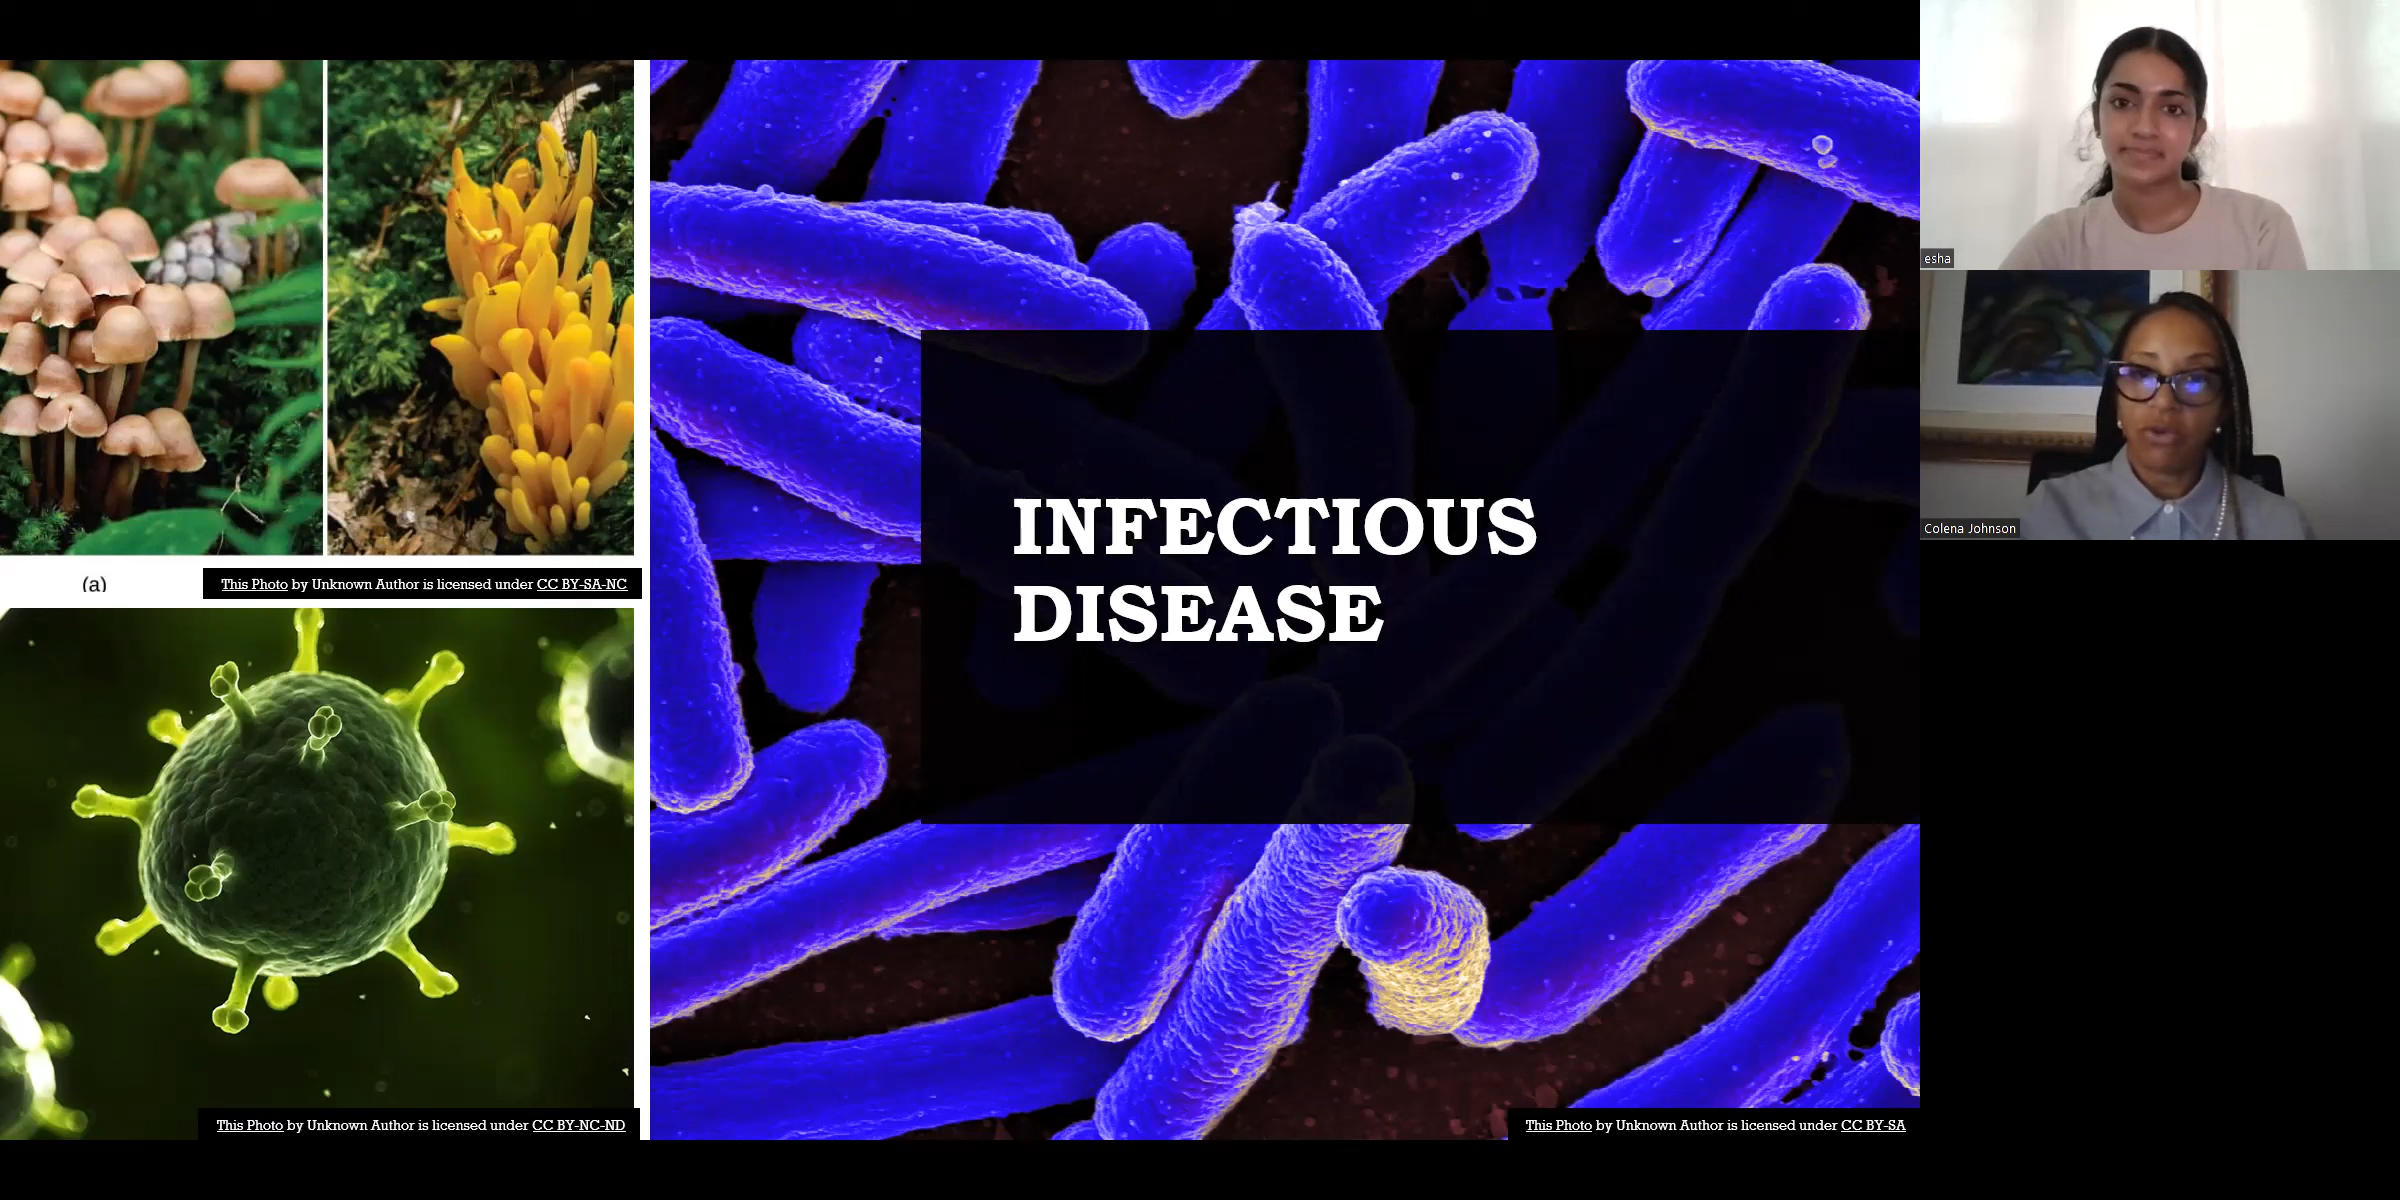 (a)
This Photo by Unknown Author is licensed under CC BY-SA-NC
This Photo by Unknown Author is licensed under CC BY-NC-ND
INFECTIOUS
DISEASE
This Photo by Unknown Author is licensed under CC BY-SA
esha
Colena Johnson